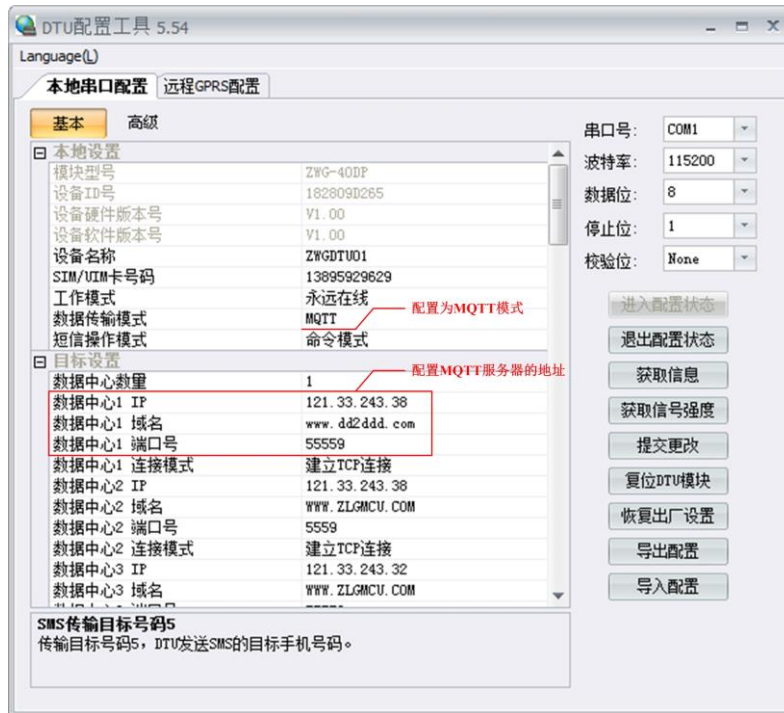 DTU配置工具 5.54
Language(L)
本地串口配置 远程GPRS配置
基本 高级
本地设置
模块型号 ZWG-40DP
设备ID号 182809D265
设备硬件版本号 V1.00
设备软件版本号 V1.00
设备名称 ZWGDTU01
SIM/UIM卡号码 13895929629
工作模式 永远在线
数据传输模式 MQTT
配置为MQTT模式
短信操作模式 命令模式
目标设置
配置MQTT服务器的地址
数据中心数量 1
数据中心1 IP 121.33.243.38
数据中心1 域名 www.dd2ddd.com
数据中心1 端口号 55559
数据中心1 连接模式 建立TCP连接
数据中心2 IP 121.33.243.38
数据中心2 域名 WWW.ZLGMCU.COM
数据中心2 端口号 5559
数据中心2 连接模式 建立TCP连接
数据中心3 IP 121.33.243.32
数据中心3 域名 WWW.ZLGMCU.COM
SMS传输目标号码5
传输目标号码5，DTU发送SMS的目标手机号码。
串口号: COM1
波特率: 115200
数据位: 8
停止位: 1
校验位: None
进入配置状态
退出配置状态
获取信息
获取信号强度
提交更改
复位DTU模块
恢复出厂设置
导出配置
导入配置